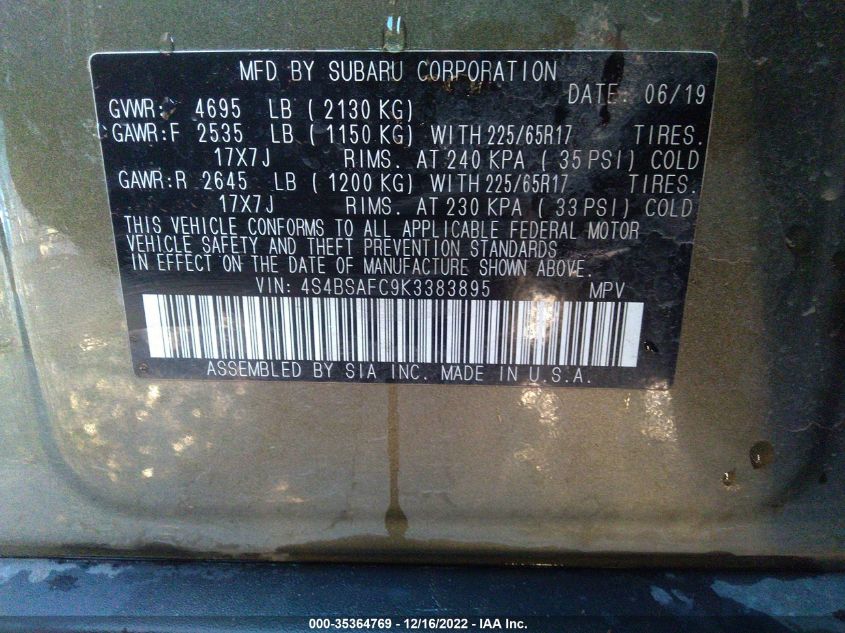 MFD BY SUBARU CORPORATION
DATE: 06/19
GVWR: 4695 LB ( 2130 KG)
GAWR:F 2535 LB ( 1150 KG) WITH 225/65R17 TIRES.
17X7J RIMS. AT 240 KPA ( 35 PSI) COLD
GAWR:R 2645 LB ( 1200 KG) WITH 225/65R17 TIRES.
17X7J RIMS. AT 230 KPA ( 33 PSI) COLD
THIS VEHICLE CONFORMS TO ALL APPLICABLE FEDERAL MOTOR
VEHICLE SAFETY AND THEFT PREVENTION STANDARDS
IN EFFECT ON THE DATE OF MANUFACTURE SHOWN ABOVE.
VIN: 4S4BSAFC9K3383895 MPV
ASSEMBLED BY SIA INC. MADE IN U.S.A.
000-35364769 - 12/16/2022 - IAA Inc.